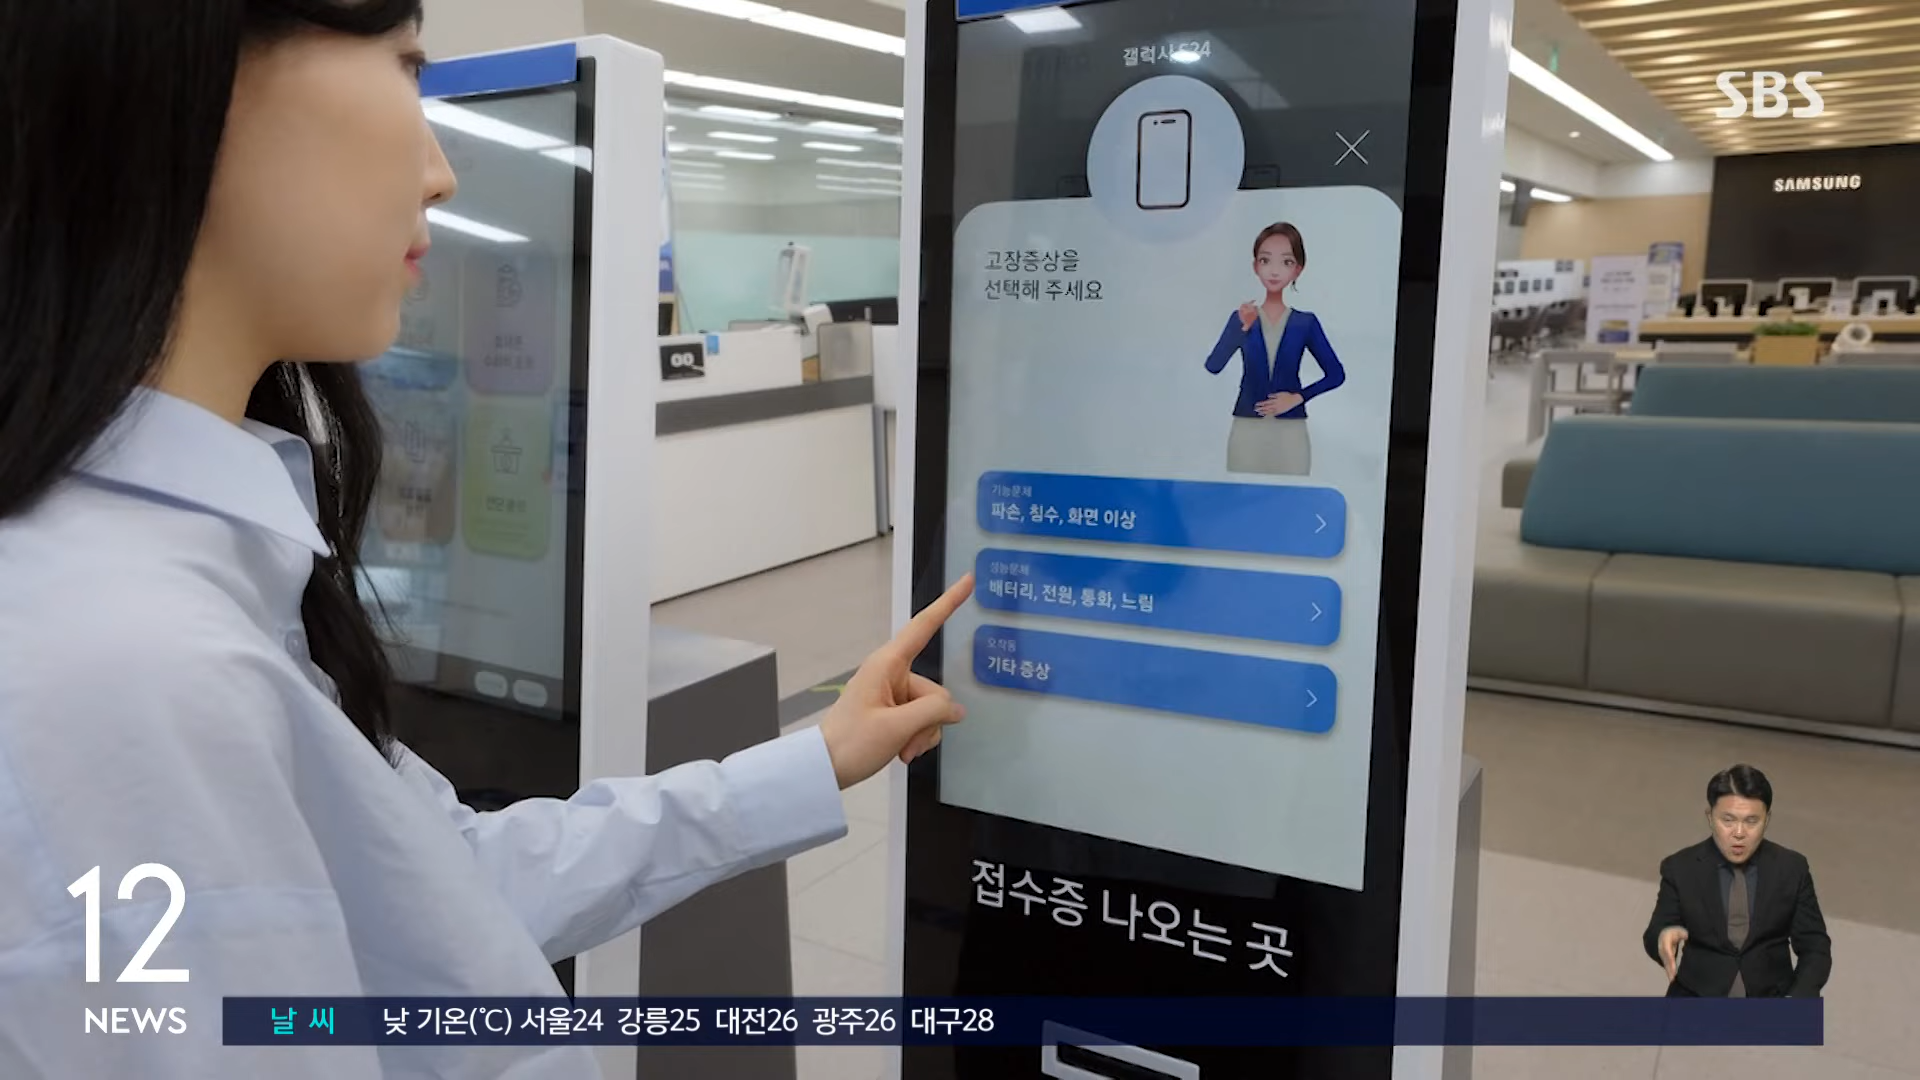 갤럭시 S24
SBS
SAMSUNG
고장증상을
선택해 주세요
기능문제
파손, 침수, 화면 이상
성능문제
배터리, 전원, 통화, 느림
오작동
기타 증상
접수증 나오는 곳
12
NEWS
날씨 낮 기온(℃) 서울24 강릉25 대전26 광주26 대구28